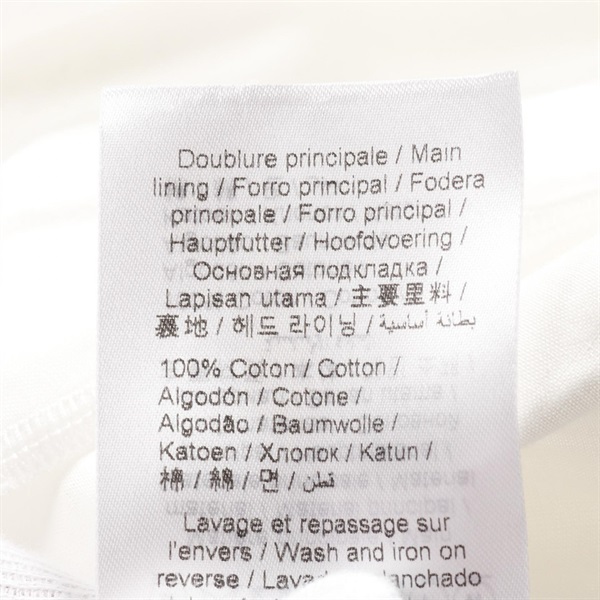 Doublure principale / Main
lining / Forro principal / Fodera
principale / Forro principal /
Hauptfutter / Hoofdvoering /
Основная подкладка /
Lapisan utama / 主要里料 /
裏地 / 헤드 라이닝 / بطانة أساسية
100% Coton / Cotton /
Algodón / Cotone /
Algodão / Baumwolle /
Katoen / Хлопок / Katun /
棉 / 綿 / 면 / قطن
Lavage et repassage sur
l'envers / Wash and iron on
reverse /